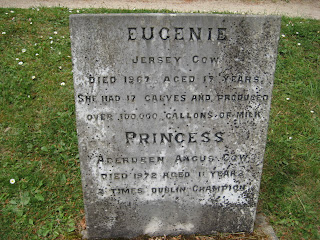 EUGENIE
JERSEY COW
DIED 1967. AGED 17 YEARS.
SHE HAD 17 CALVES AND PRODUCED
OVER 100,000 GALLONS OF MILK
PRINCESS
ABERDEEN ANGUS COW
DIED 1972 AGED 11 YEARS
3 TIMES DUBLIN CHAMPION